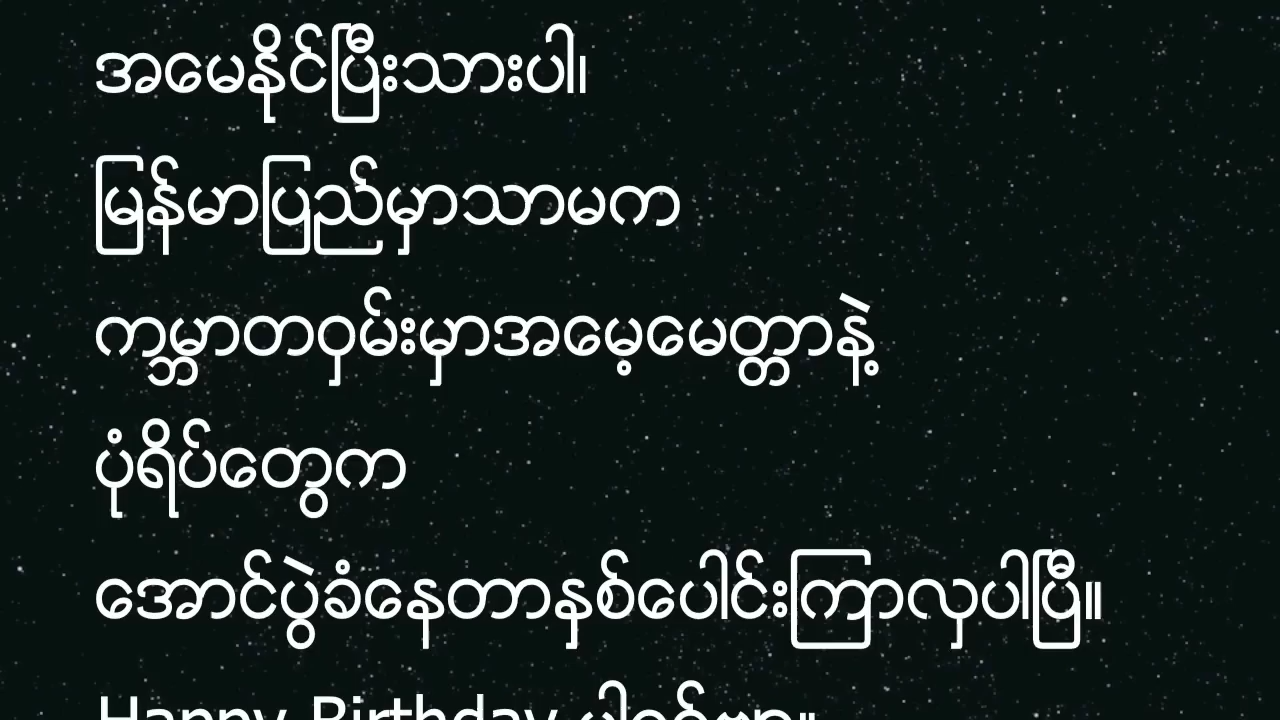 အမေနိုင်ပြီးသားပါ၊
မြန်မာပြည်မှာသာမက
ကမ္ဘာတဝှမ်းမှာအမေ့မေတ္တာနဲ့
ပုံရိပ်တွေက
အောင်ပွဲခံနေတာနှစ်ပေါင်းကြာလှပါပြီ။
Happy Birthday